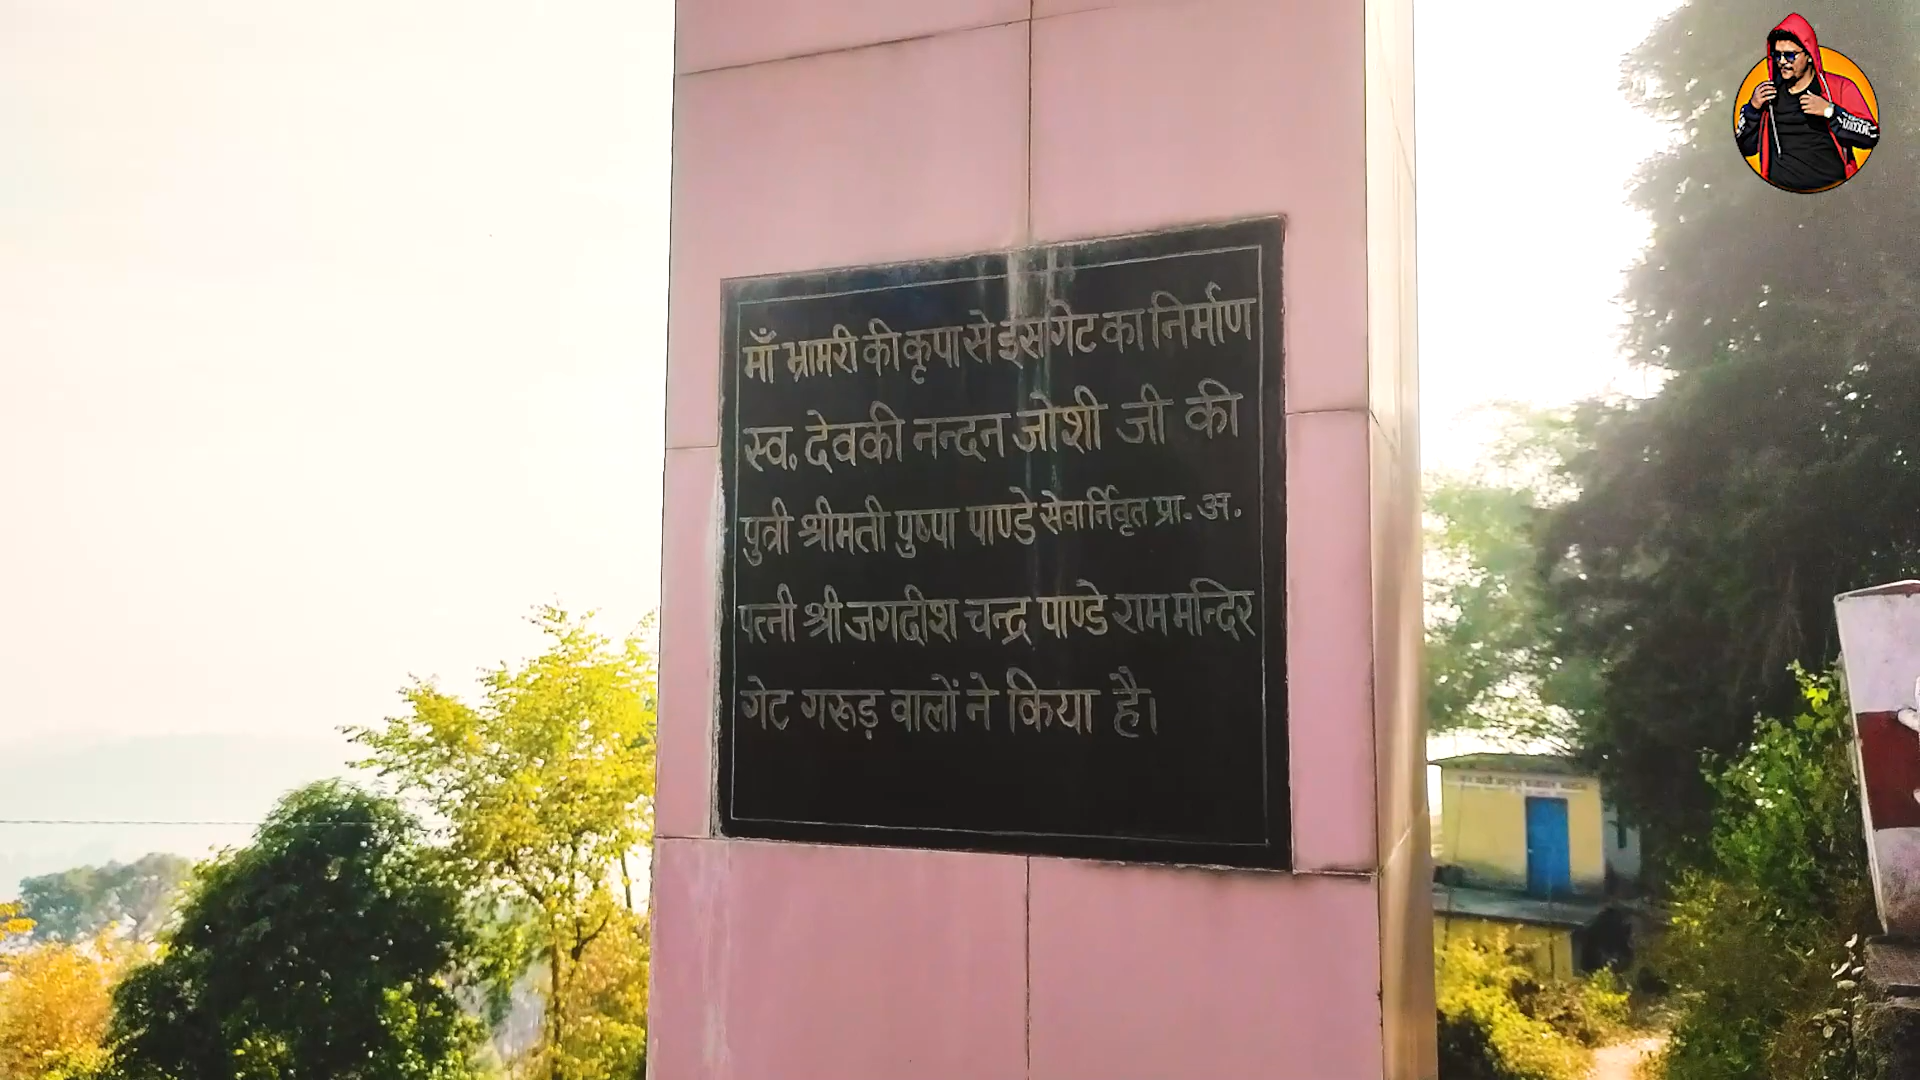 माँ भ्रामरी की कृपा से इस गेट का निर्माण
स्व. देवकी नन्दन जोशी जी की
पुत्री श्रीमती पुष्पा पाण्डे सेवार्निवृत प्रा. अ.
पत्नी श्री जगदीश चन्द्र पाण्डे राम मन्दिर
गेट गरूड़ वालों ने किया है।